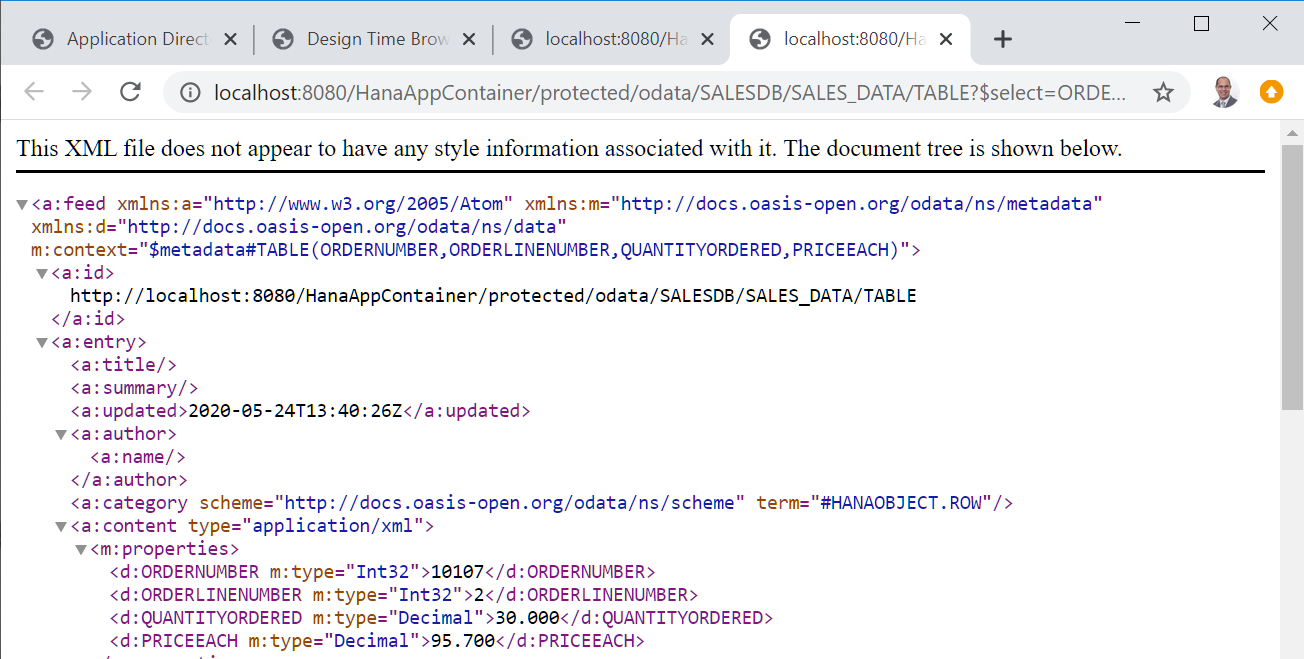 Application Direct
Design Time Brow
localhost:8080/Ha
localhost:8080/Ha
localhost:8080/HanaAppContainer/protected/odata/SALESDB/SALES_DATA/TABLE?$select=ORDE...
This XML file does not appear to have any style information associated with it. The document tree is shown below.
<a:feed xmlns:a="http://www.w3.org/2005/Atom" xmlns:m="http://docs.oasis-open.org/odata/ns/metadata"
xmlns:d="http://docs.oasis-open.org/odata/ns/data"
m:context="$metadata#TABLE(ORDERNUMBER,ORDERLINENUMBER,QUANTITYORDERED,PRICEEACH)">
<a:id>
http://localhost:8080/HanaAppContainer/protected/odata/SALESDB/SALES_DATA/TABLE
</a:id>
<a:entry>
<a:title/>
<a:summary/>
<a:updated>2020-05-24T13:40:26Z</a:updated>
<a:author>
<a:name/>
</a:author>
<a:category scheme="http://docs.oasis-open.org/odata/ns/scheme" term="#HANAOBJECT.ROW"/>
<a:content type="application/xml">
<m:properties>
<d:ORDERNUMBER m:type="Int32">10107</d:ORDERNUMBER>
<d:ORDERLINENUMBER m:type="Int32">2</d:ORDERLINENUMBER>
<d:QUANTITYORDERED m:type="Decimal">30.000</d:QUANTITYORDERED>
<d:PRICEEACH m:type="Decimal">95.700</d:PRICEEACH>